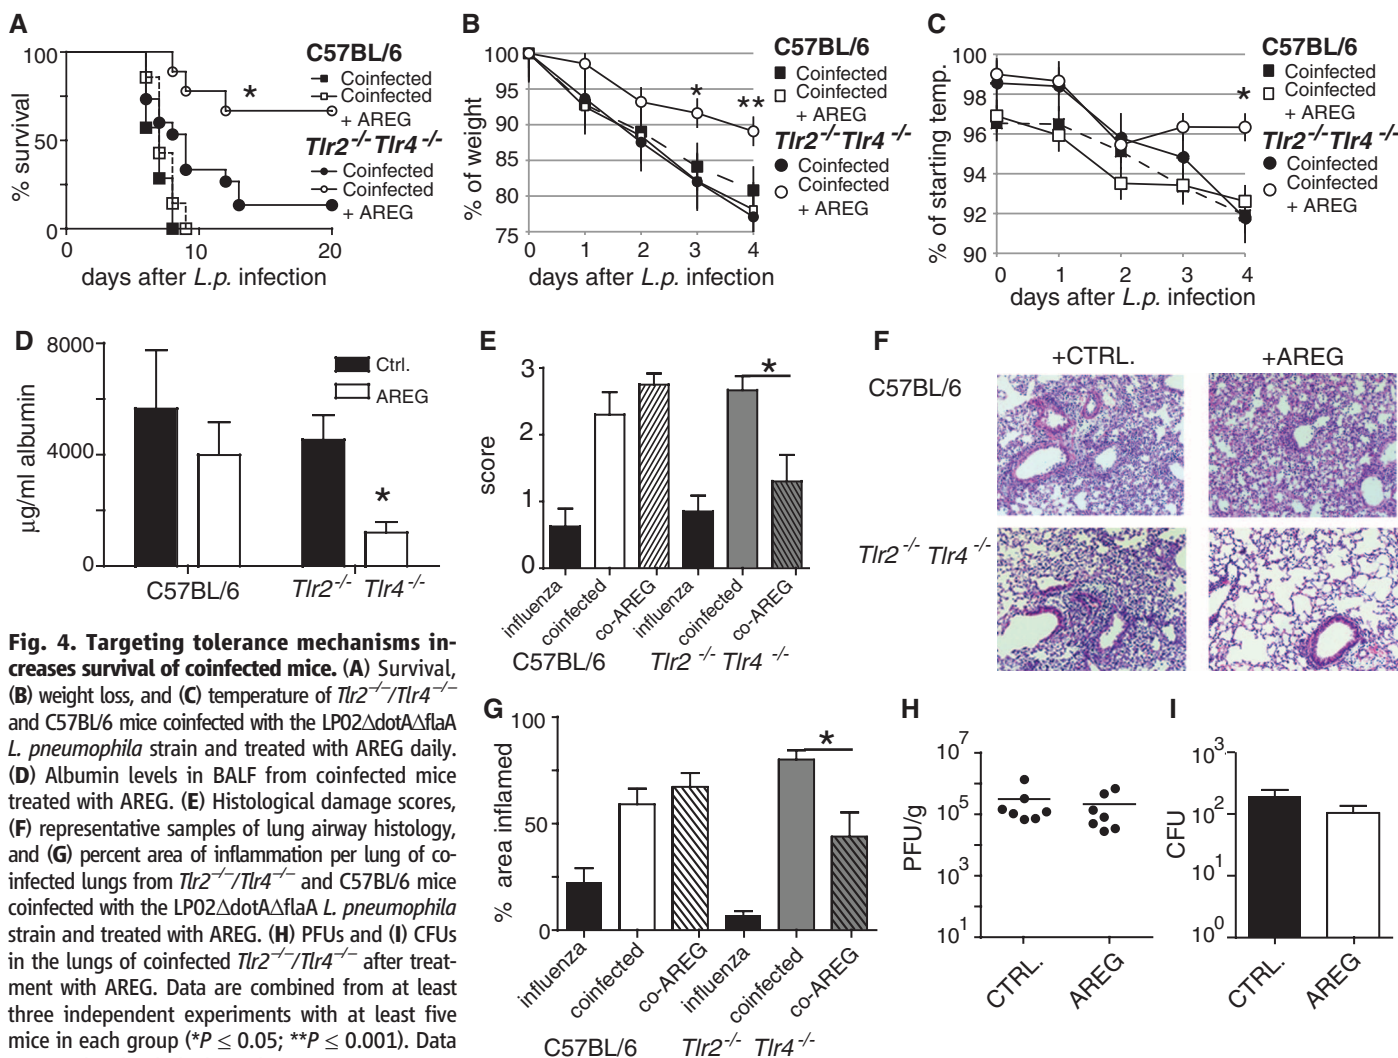 A
% survival
100
50
0
0
10
20
days after L.p. infection
C57BL/6
Coinfected
Coinfected
+ AREG
Tlr2-/-Tlr4-/-
Coinfected
Coinfected
+ AREG
*
B
% of weight
100
95
90
85
80
75
0 1 2 3 4
days after L.p. infection
* **
C57BL/6
Coinfected
Coinfected
+ AREG
Tlr2-/-Tlr4-/-
Coinfected
Coinfected
+ AREG
C
% of starting temp.
100
98
96
94
92
90
0 1 2 3 4
days after L.p. infection
*
C57BL/6
Coinfected
Coinfected
+ AREG
Tlr2-/-Tlr4-/-
Coinfected
Coinfected
+ AREG
D
µg/ml albumin
8000
4000
0
Ctrl.
AREG
*
C57BL/6 Tlr2-/- Tlr4-/-
E
score
3
2
1
0
*
influenza
coinfected
co-AREG
influenza
coinfected
co-AREG
C57BL/6 Tlr2-/- Tlr4-/-
F
+CTRL. +AREG
C57BL/6
Tlr2-/- Tlr4-/-
Fig. 4. Targeting tolerance mechanisms in-
creases survival of coinfected mice. (A) Survival,
(B) weight loss, and (C) temperature of Tlr2−/−/Tlr4−/−
and C57BL/6 mice coinfected with the LP02ΔdotAΔflaA
L. pneumophila strain and treated with AREG daily.
(D) Albumin levels in BALF from coinfected mice
treated with AREG. (E) Histological damage scores,
(F) representative samples of lung airway histology,
and (G) percent area of inflammation per lung of co-
infected lungs from Tlr2−/−/Tlr4−/− and C57BL/6 mice
coinfected with the LP02ΔdotAΔflaA L. pneumophila
strain and treated with AREG. (H) PFUs and (I) CFUs
in the lungs of coinfected Tlr2−/−/Tlr4−/− after treat-
ment with AREG. Data are combined from at least
three independent experiments with at least five
mice in each group (*P ≤ 0.05; **P ≤ 0.001). Data
G
% area inflamed
100
50
0
*
influenza
coinfected
co-AREG
influenza
coinfected
co-AREG
C57BL/6 Tlr2-/- Tlr4-/-
H
PFU/g
10^7
10^5
10^3
10^1
CTRL.
AREG
I
CFU
10^3
10^2
10^1
10^0
CTRL.
AREG